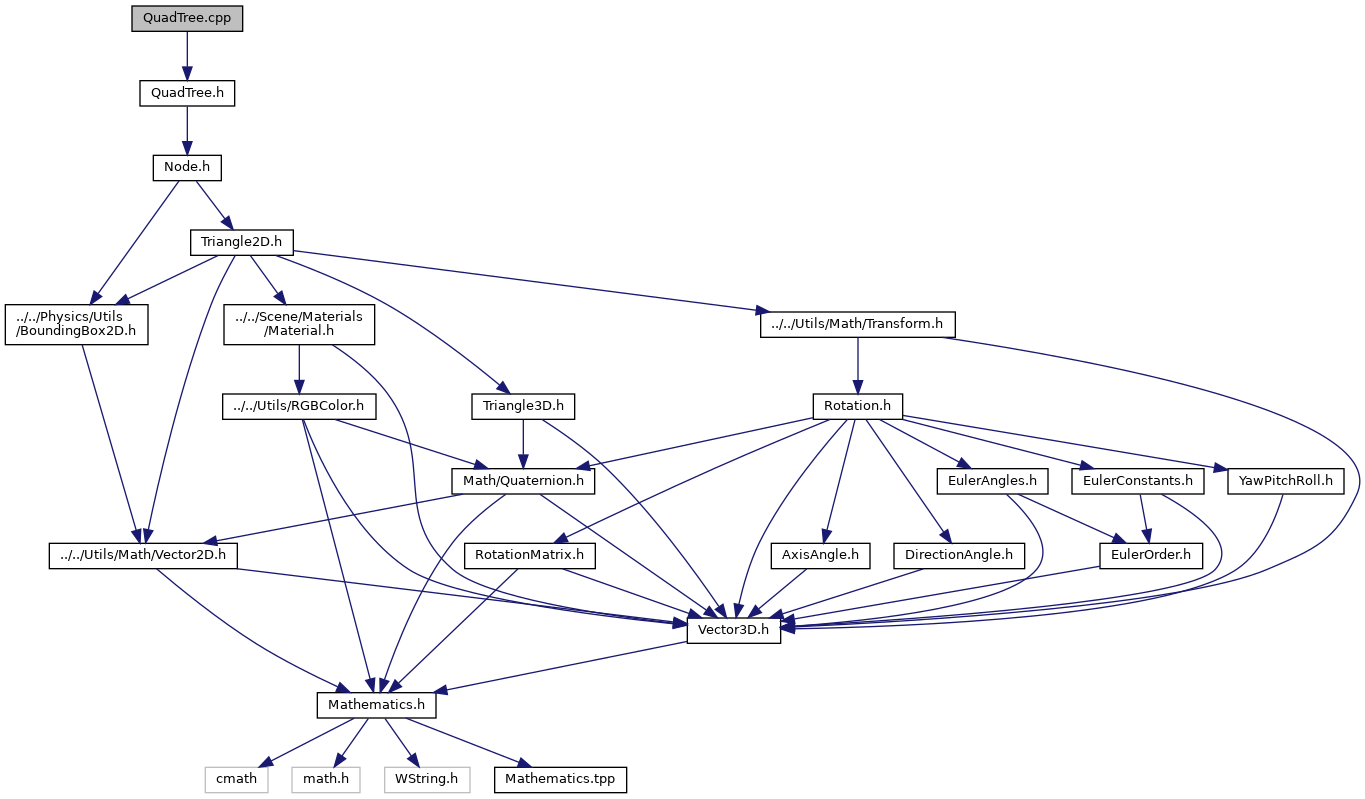 QuadTree.cpp
QuadTree.h
Node.h
Triangle2D.h
../../Physics/Utils
/BoundingBox2D.h
../../Scene/Materials
/Material.h
../../Utils/Math/Transform.h
../../Utils/RGBColor.h
Triangle3D.h
Rotation.h
Math/Quaternion.h
EulerAngles.h
EulerConstants.h
YawPitchRoll.h
../../Utils/Math/Vector2D.h
RotationMatrix.h
AxisAngle.h
DirectionAngle.h
EulerOrder.h
Vector3D.h
Mathematics.h
cmath
math.h
WString.h
Mathematics.tpp